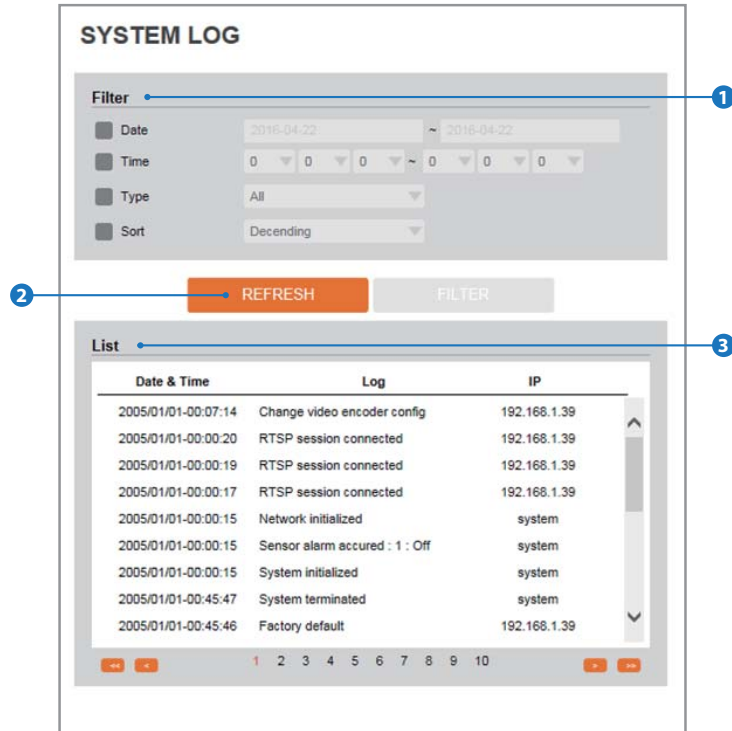 SYSTEM LOG
Filter
1
Date 2016-04-22 ~ 2016-04-22
Time 0 0 0 ~ 0 0 0
Type All
Sort Decending
2
REFRESH FILTER
List
3
Date & Time Log IP
2005/01/01-00:07:14 Change video encoder config 192.168.1.39
2005/01/01-00:00:20 RTSP session connected 192.168.1.39
2005/01/01-00:00:19 RTSP session connected 192.168.1.39
2005/01/01-00:00:17 RTSP session connected 192.168.1.39
2005/01/01-00:00:15 Network initialized system
2005/01/01-00:00:15 Sensor alarm accured : 1 : Off system
2005/01/01-00:00:15 System initialized system
2005/01/01-00:45:47 System terminated system
2005/01/01-00:45:46 Factory default 192.168.1.39
<< < 1 2 3 4 5 6 7 8 9 10 > >>